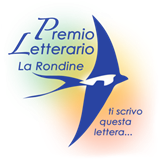 Premio
Letterario
La Rondine
ti scrivo
questa
lettera...